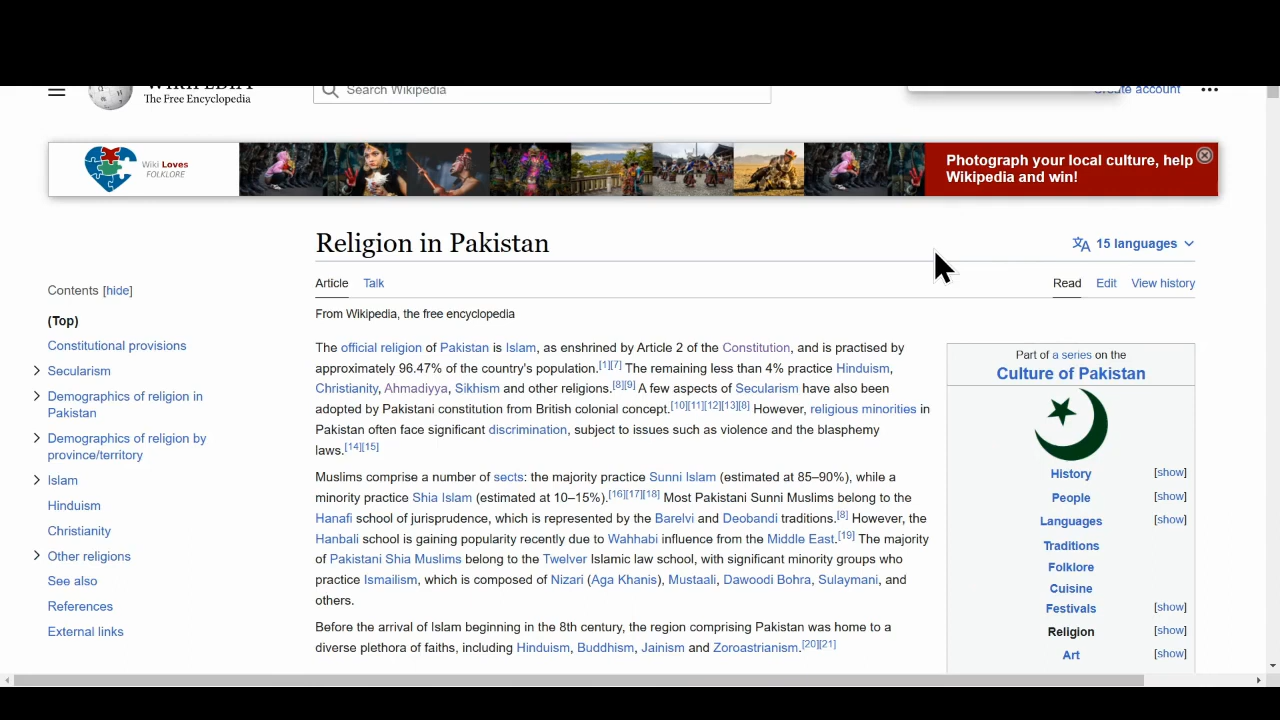 WIKIPEDIA
The Free Encyclopedia
Search Wikipedia
Create account
Wiki Loves
FOLKLORE
Photograph your local culture, help
Wikipedia and win!
Religion in Pakistan
15 languages
Article Talk
Read Edit View history
From Wikipedia, the free encyclopedia
Contents [hide]
(Top)
Constitutional provisions
Secularism
Demographics of religion in
Pakistan
Demographics of religion by
province/territory
Islam
Hinduism
Christianity
Other religions
See also
References
External links
The official religion of Pakistan is Islam, as enshrined by Article 2 of the Constitution, and is practised by
approximately 96.47% of the country's population.[1][7] The remaining less than 4% practice Hinduism,
Christianity, Ahmadiyya, Sikhism and other religions.[8][9] A few aspects of Secularism have also been
adopted by Pakistani constitution from British colonial concept.[10][11][12][13][8] However, religious minorities in
Pakistan often face significant discrimination, subject to issues such as violence and the blasphemy
laws.[14][15]
Muslims comprise a number of sects: the majority practice Sunni Islam (estimated at 85–90%), while a
minority practice Shia Islam (estimated at 10–15%).[16][17][18] Most Pakistani Sunni Muslims belong to the
Hanafi school of jurisprudence, which is represented by the Barelvi and Deobandi traditions.[8] However, the
Hanbali school is gaining popularity recently due to Wahhabi influence from the Middle East.[19] The majority
of Pakistani Shia Muslims belong to the Twelver Islamic law school, with significant minority groups who
practice Ismailism, which is composed of Nizari (Aga Khanis), Mustaali, Dawoodi Bohra, Sulaymani, and
others.
Before the arrival of Islam beginning in the 8th century, the region comprising Pakistan was home to a
diverse plethora of faiths, including Hinduism, Buddhism, Jainism and Zoroastrianism.[20][21]
Part of a series on the
Culture of Pakistan
History [show]
People [show]
Languages [show]
Traditions
Folklore
Cuisine
Festivals [show]
Religion [show]
Art [show]